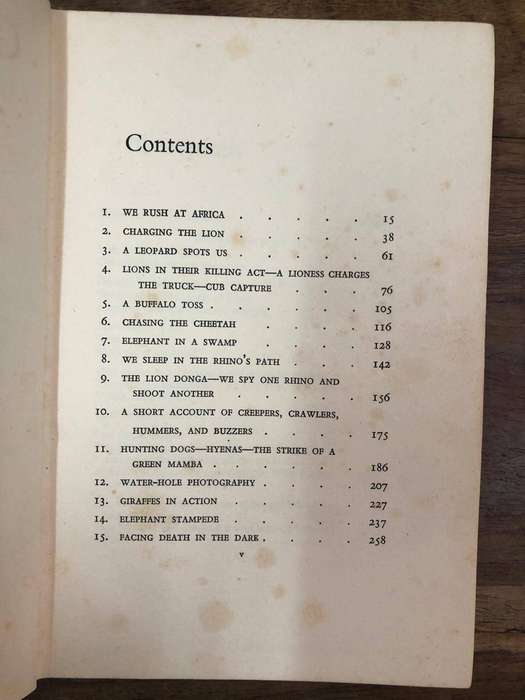 Contents
1. WE RUSH AT AFRICA . . . . . 15
2. CHARGING THE LION . . . . . 38
3. A LEOPARD SPOTS US . . . . . 61
4. LIONS IN THEIR KILLING ACT—A LIONESS CHARGES
THE TRUCK—CUB CAPTURE . . . 76
5. A BUFFALO TOSS . . . . . . 105
6. CHASING THE CHEETAH . . . . 116
7. ELEPHANT IN A SWAMP . . . . 128
8. WE SLEEP IN THE RHINO'S PATH . . . 142
9. THE LION DONGA—WE SPY ONE RHINO AND
SHOOT ANOTHER . . . . . 156
10. A SHORT ACCOUNT OF CREEPERS, CRAWLERS,
HUMMERS, AND BUZZERS . . . . 175
11. HUNTING DOGS—HYENAS—THE STRIKE OF A
GREEN MAMBA . . . . . . 186
12. WATER-HOLE PHOTOGRAPHY . . . . 207
13. GIRAFFES IN ACTION . . . . . 227
14. ELEPHANT STAMPEDE . . . . . 237
15. FACING DEATH IN THE DARK . . . . 258
v